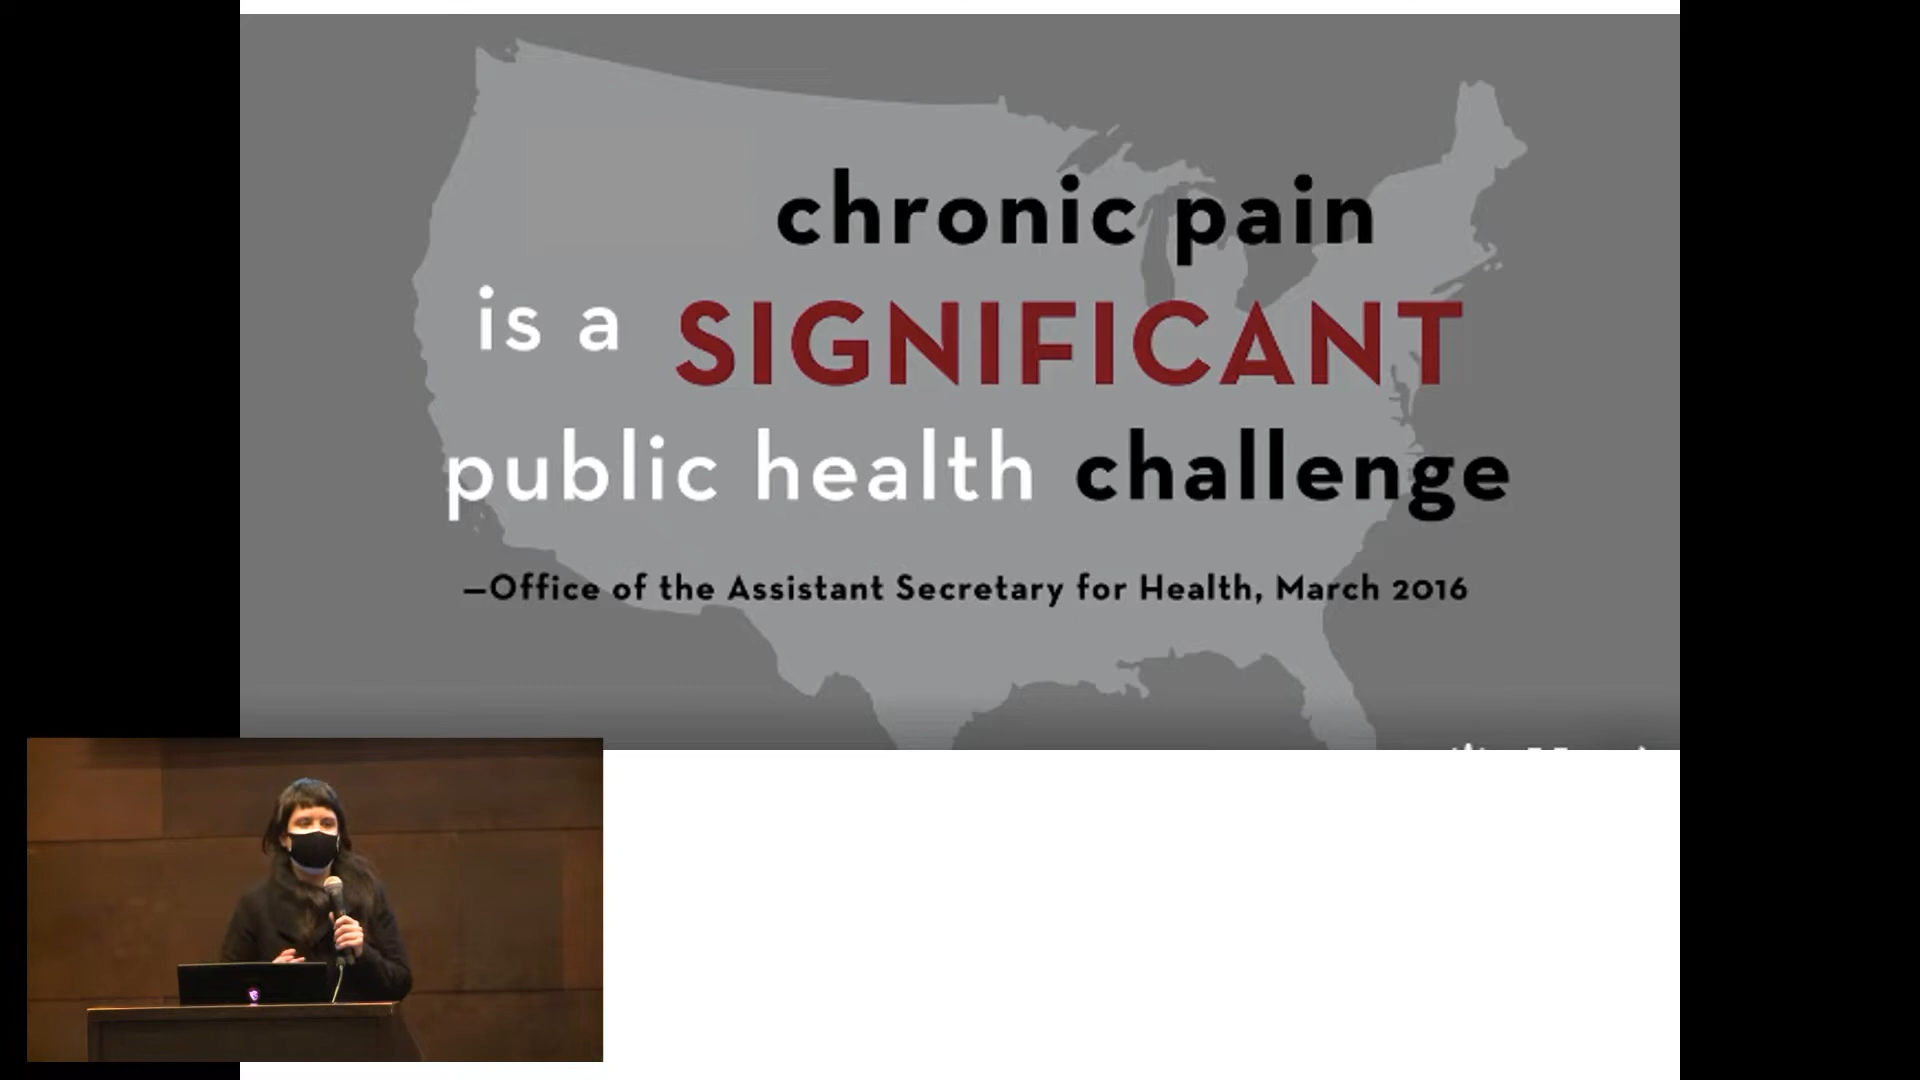 chronic pain
is a SIGNIFICANT
public health challenge
—Office of the Assistant Secretary for Health, March 2016